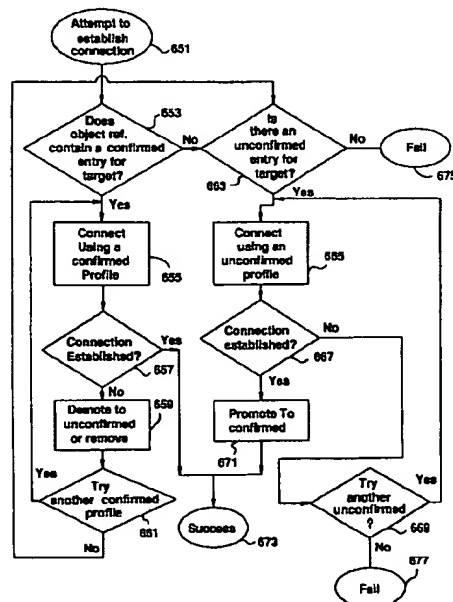 Attempt to
establish
connection
651
Does
object ref.
contain a confirmed
entry for
target?
653
No
Is
there an
unconfirmed
entry for
target?
663
No
Fail
675
Yes
Connect
Using a
confirmed
Profile
655
Yes
Connect
using an
unconfirmed
profile
665
Connection
Established?
657
Yes
No
Connection
established?
667
No
Yes
Demote to
unconfirmed
or remove
659
Promote To
confirmed
671
Yes
Try
another confirmed
profile
661
No
Success
673
Try
another
unconfirmed
?
669
Yes
No
677
Fail